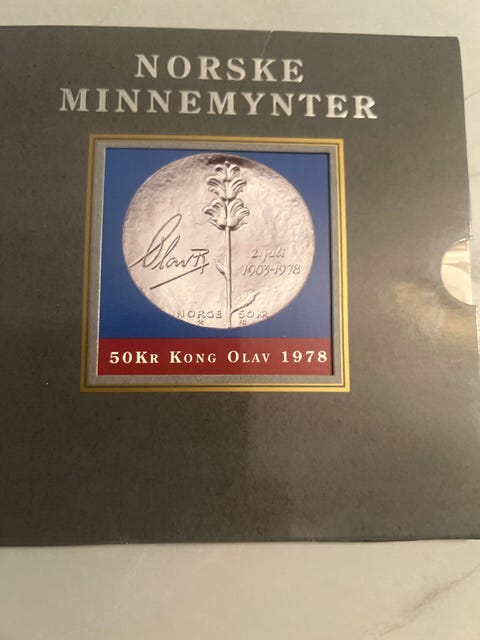 NORSKE
MINNEMYNTER
Olav R
2. juli
1903-1978
NORGE 50 KR
50KR KONG OLAV 1978